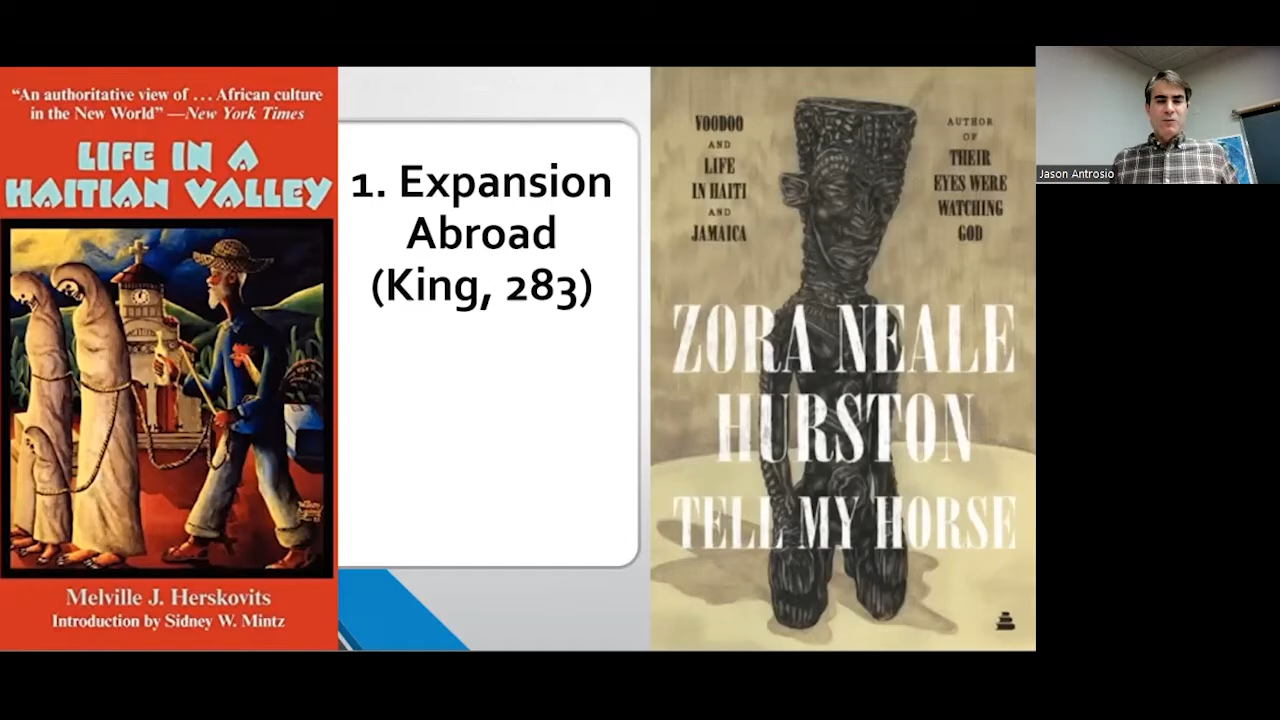 “An authoritative view of ... African culture
in the New World” —New York Times
LIFE IN A
HAITIAN VALLEY
Melville J. Herskovits
Introduction by Sidney W. Mintz
1. Expansion
Abroad
(King, 283)
VOODOO
AND
LIFE
IN HAITI
AND
JAMAICA
AUTHOR
OF
THEIR
EYES WERE
WATCHING
GOD
ZORA NEALE
HURSTON
TELL MY HORSE
Jason Antrosio